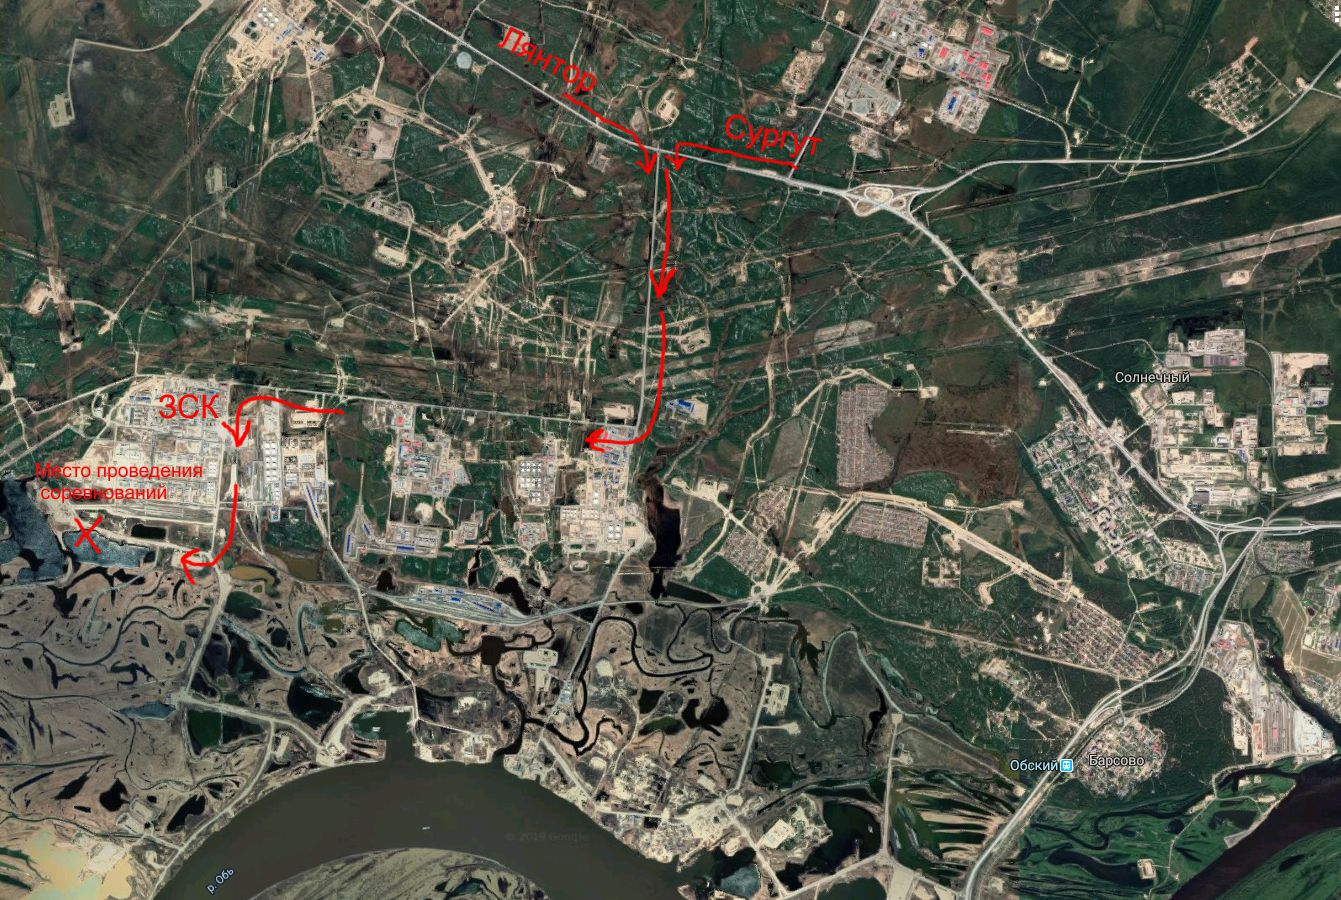 Лянтор
Сургут
Солнечный
ЗСК
Место проведения
соревнований
Обский
Барсово
© 2019 Google
р. Обь